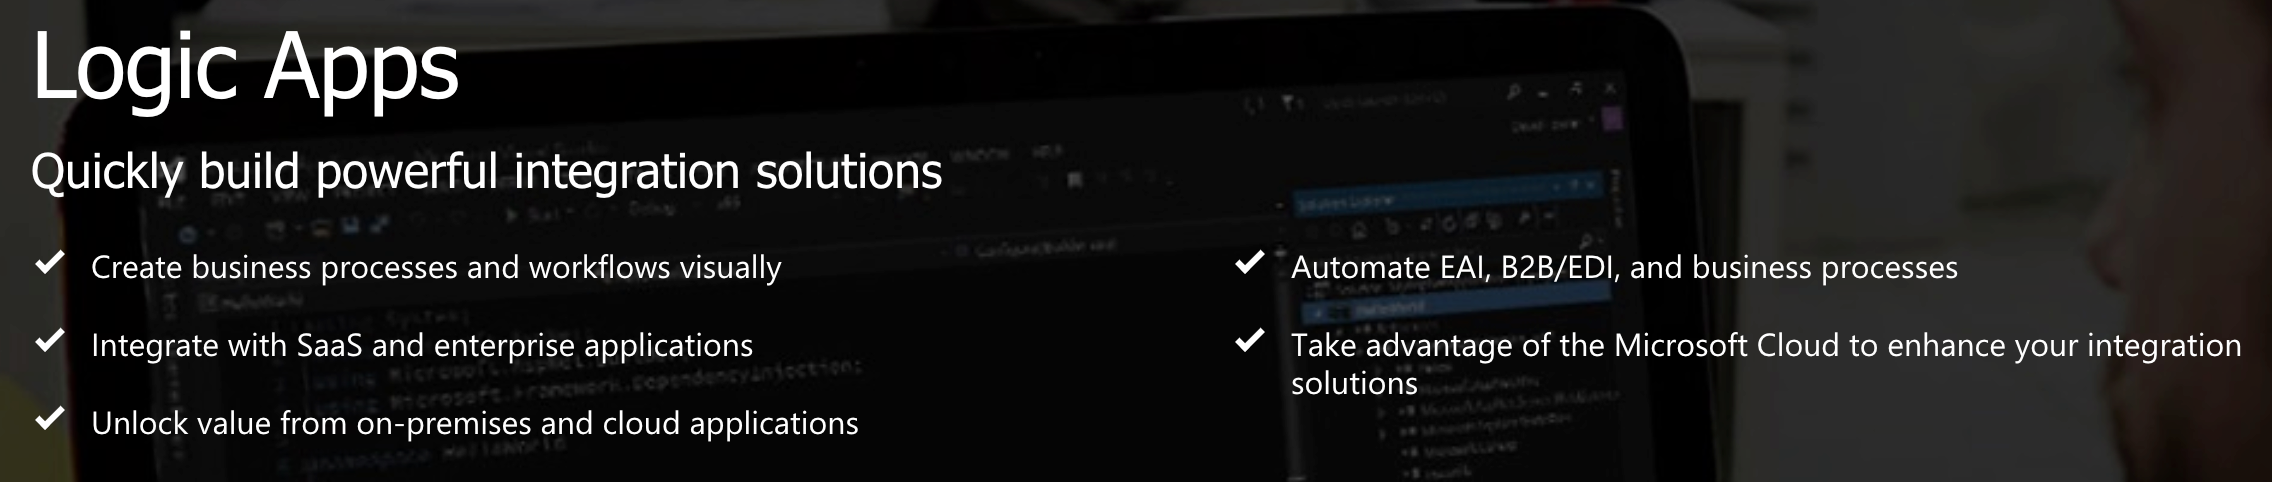 Logic Apps
Quickly build powerful integration solutions
Create business processes and workflows visually
Integrate with SaaS and enterprise applications
Unlock value from on-premises and cloud applications
Automate EAI, B2B/EDI, and business processes
Take advantage of the Microsoft Cloud to enhance your integration
solutions